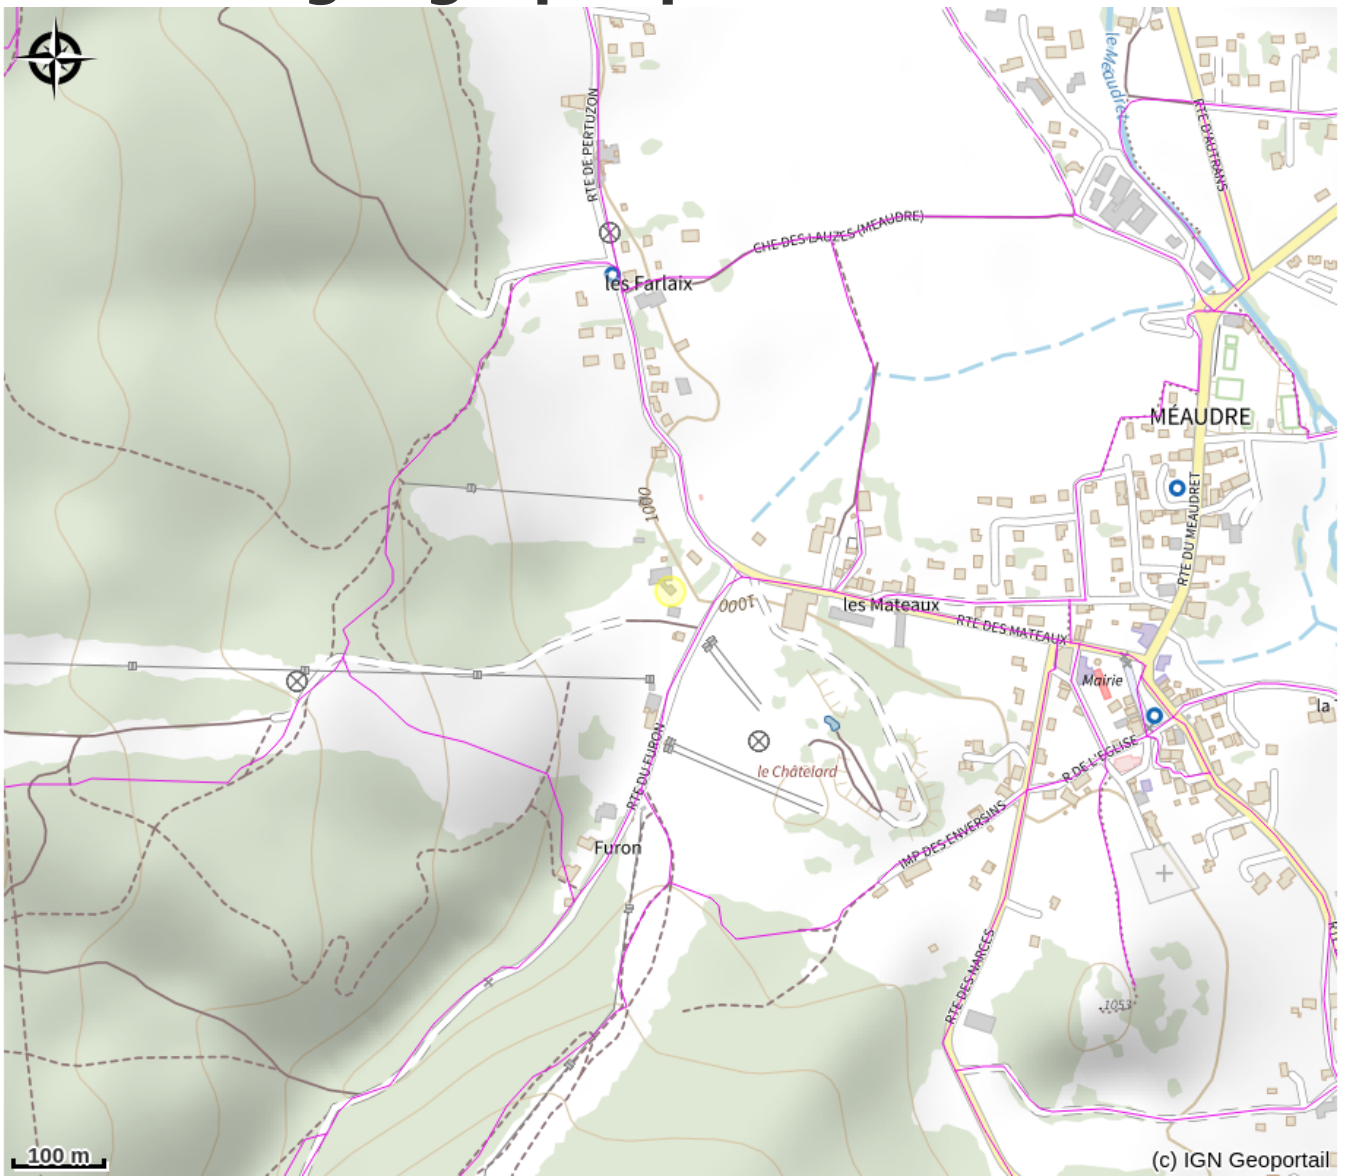 le Méaudret
RTE DE PERTUZON
RTE D'AUTRANS
CHE DES LAUZES (MEAUDRE)
les Farlaix
MÉAUDRE
1000
RTE DU MEAUDRET
1000
les Mateaux
RTE DES MATEAUX
Mairie
la
RTE DU FURON
le Châtelard
R DE L'EGLISE
IMP DES ENVERSINS
Furon
RTE DES NARCES
1053
100 m
(c) IGN Geoportail